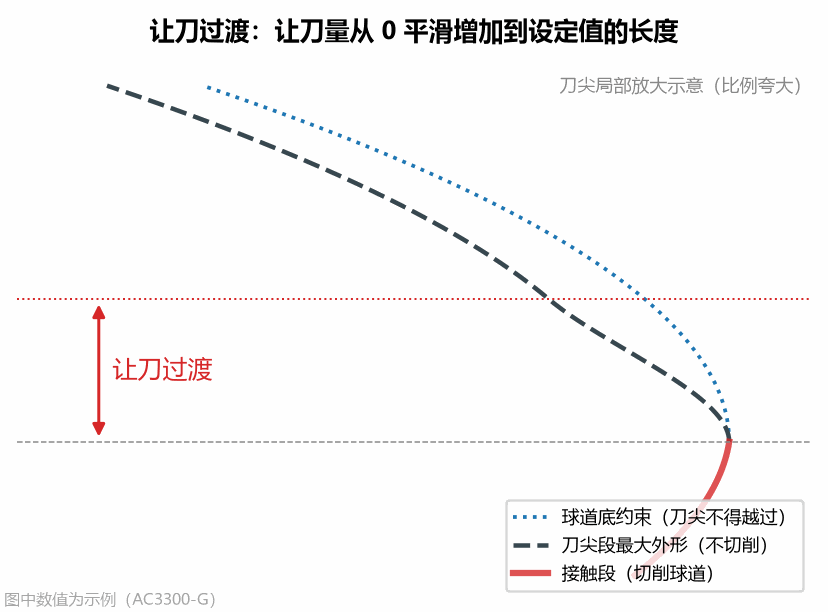 让刀过渡：让刀量从 0 平滑增加到设定值的长度
刀尖局部放大示意（比例夸大）
让刀过渡
球道底约束（刀尖不得越过）
刀尖段最大外形（不切削）
接触段（切削球道）
图中数值为示例（AC3300-G）